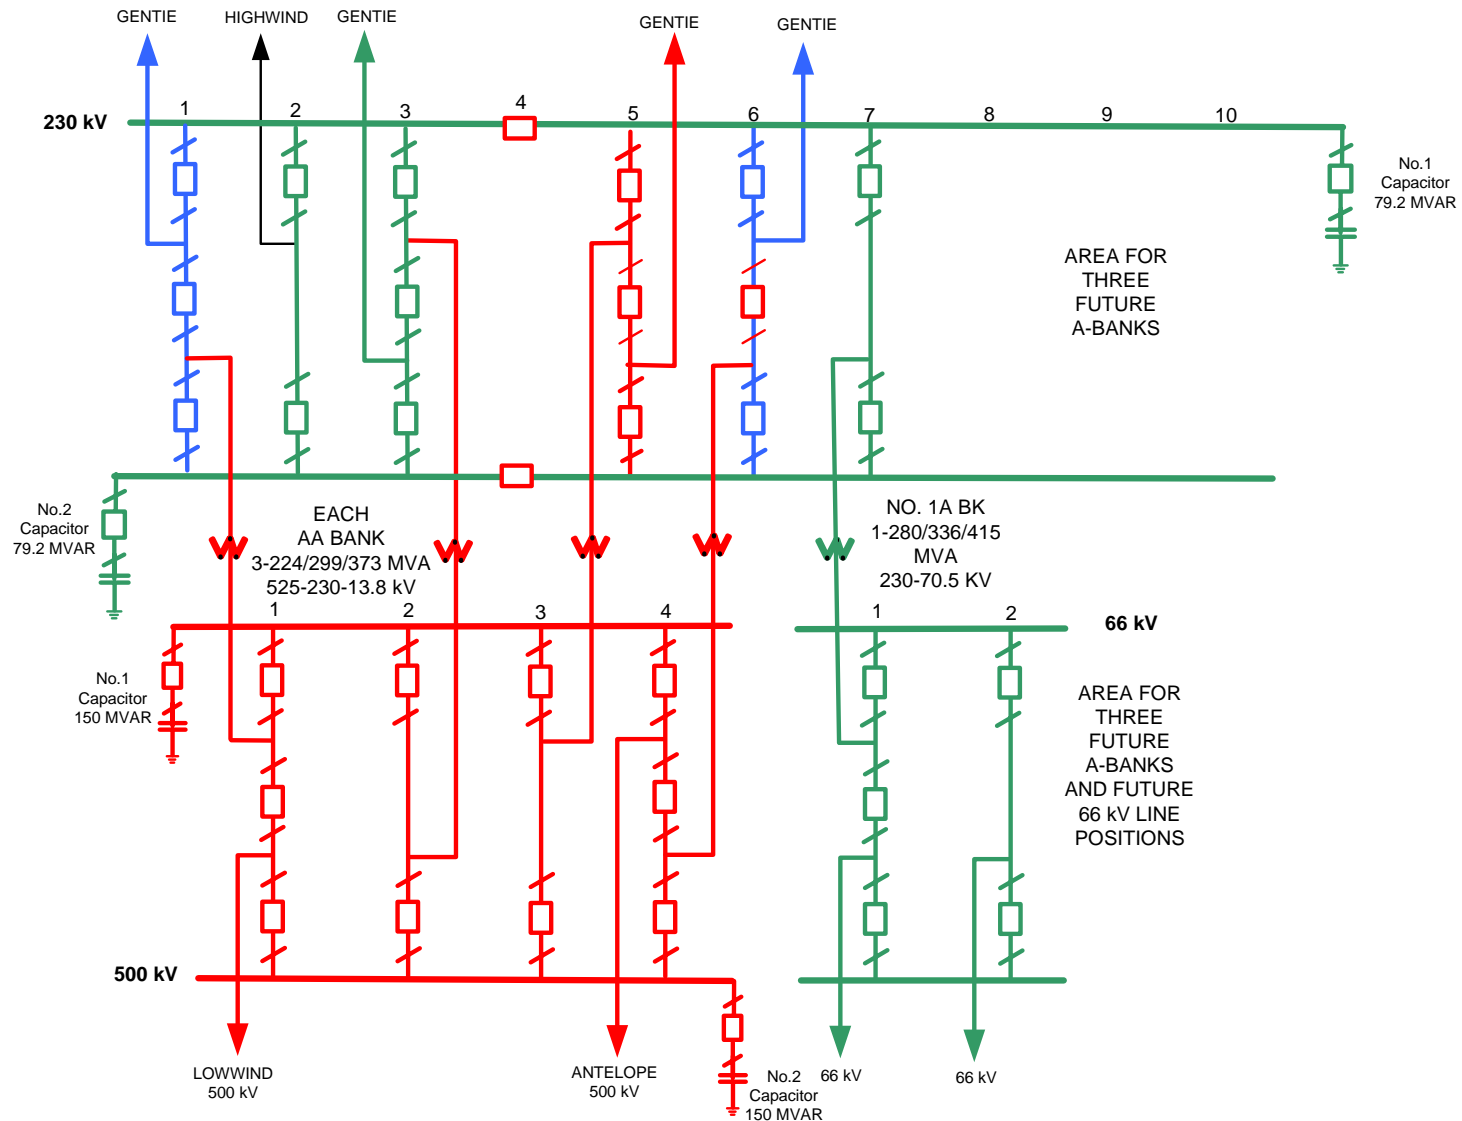 GENTIE
HIGHWIND
GENTIE
GENTIE
GENTIE
230 kV
1
2
3
4
5
6
7
8
9
10
No.1
Capacitor
79.2 MVAR
AREA FOR
THREE
FUTURE
A-BANKS
No.2
Capacitor
79.2 MVAR
EACH
AA BANK
3-224/299/373 MVA
525-230-13.8 kV
NO. 1A BK
1-280/336/415
MVA
230-70.5 KV
1
2
3
4
1
2
66 kV
No.1
Capacitor
150 MVAR
AREA FOR
THREE
FUTURE
A-BANKS
AND FUTURE
66 kV LINE
POSITIONS
500 kV
LOWWIND
500 kV
ANTELOPE
500 kV
No.2
Capacitor
150 MVAR
66 kV
66 kV